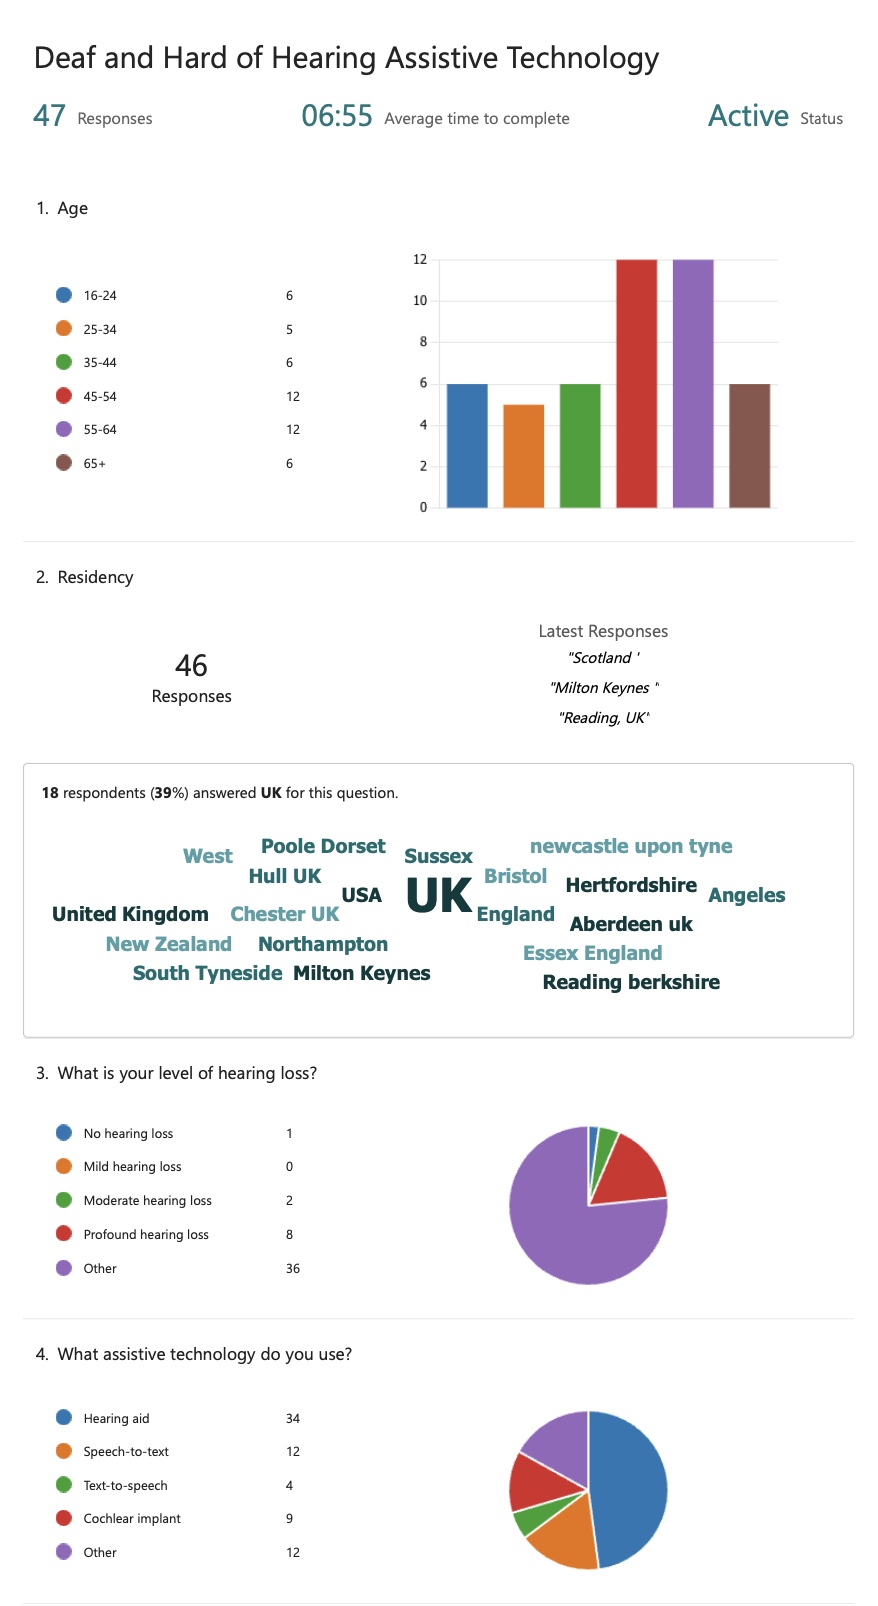 Deaf and Hard of Hearing Assistive Technology
47 Responses 06:55 Average time to complete Active Status
1. Age
16-24 6
25-34 5
35-44 6
45-54 12
55-64 12
65+ 6
12
10
8
6
4
2
0
2. Residency
46
Responses
Latest Responses
"Scotland '
"Milton Keynes "
"Reading, UK"
18 respondents (39%) answered UK for this question.
West Poole Dorset Sussex newcastle upon tyne
Hull UK USA UK Bristol Hertfordshire Angeles
United Kingdom Chester UK England Aberdeen uk
New Zealand Northampton Essex England
South Tyneside Milton Keynes Reading berkshire
3. What is your level of hearing loss?
No hearing loss 1
Mild hearing loss 0
Moderate hearing loss 2
Profound hearing loss 8
Other 36
4. What assistive technology do you use?
Hearing aid 34
Speech-to-text 12
Text-to-speech 4
Cochlear implant 9
Other 12